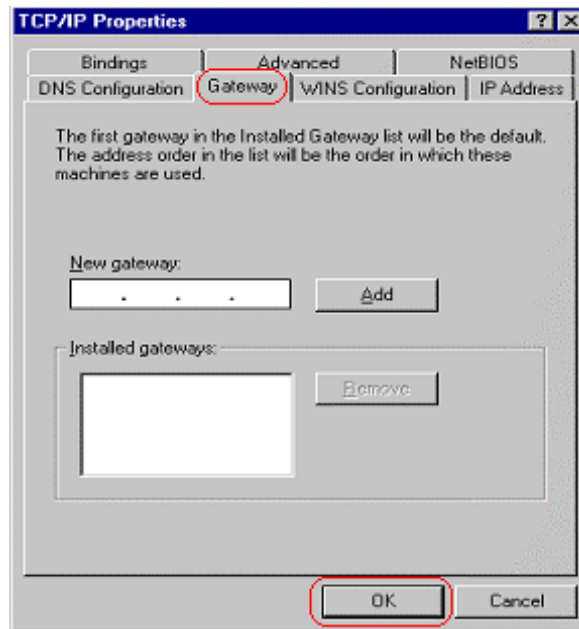 TCP/IP Properties
? ×
Bindings Advanced NetBIOS
DNS Configuration Gateway WINS Configuration IP Address
The first gateway in the Installed Gateway list will be the default.
The address order in the list will be the order in which these
machines are used.
New gateway:
. . .
Add
Installed gateways:
Remove
OK Cancel